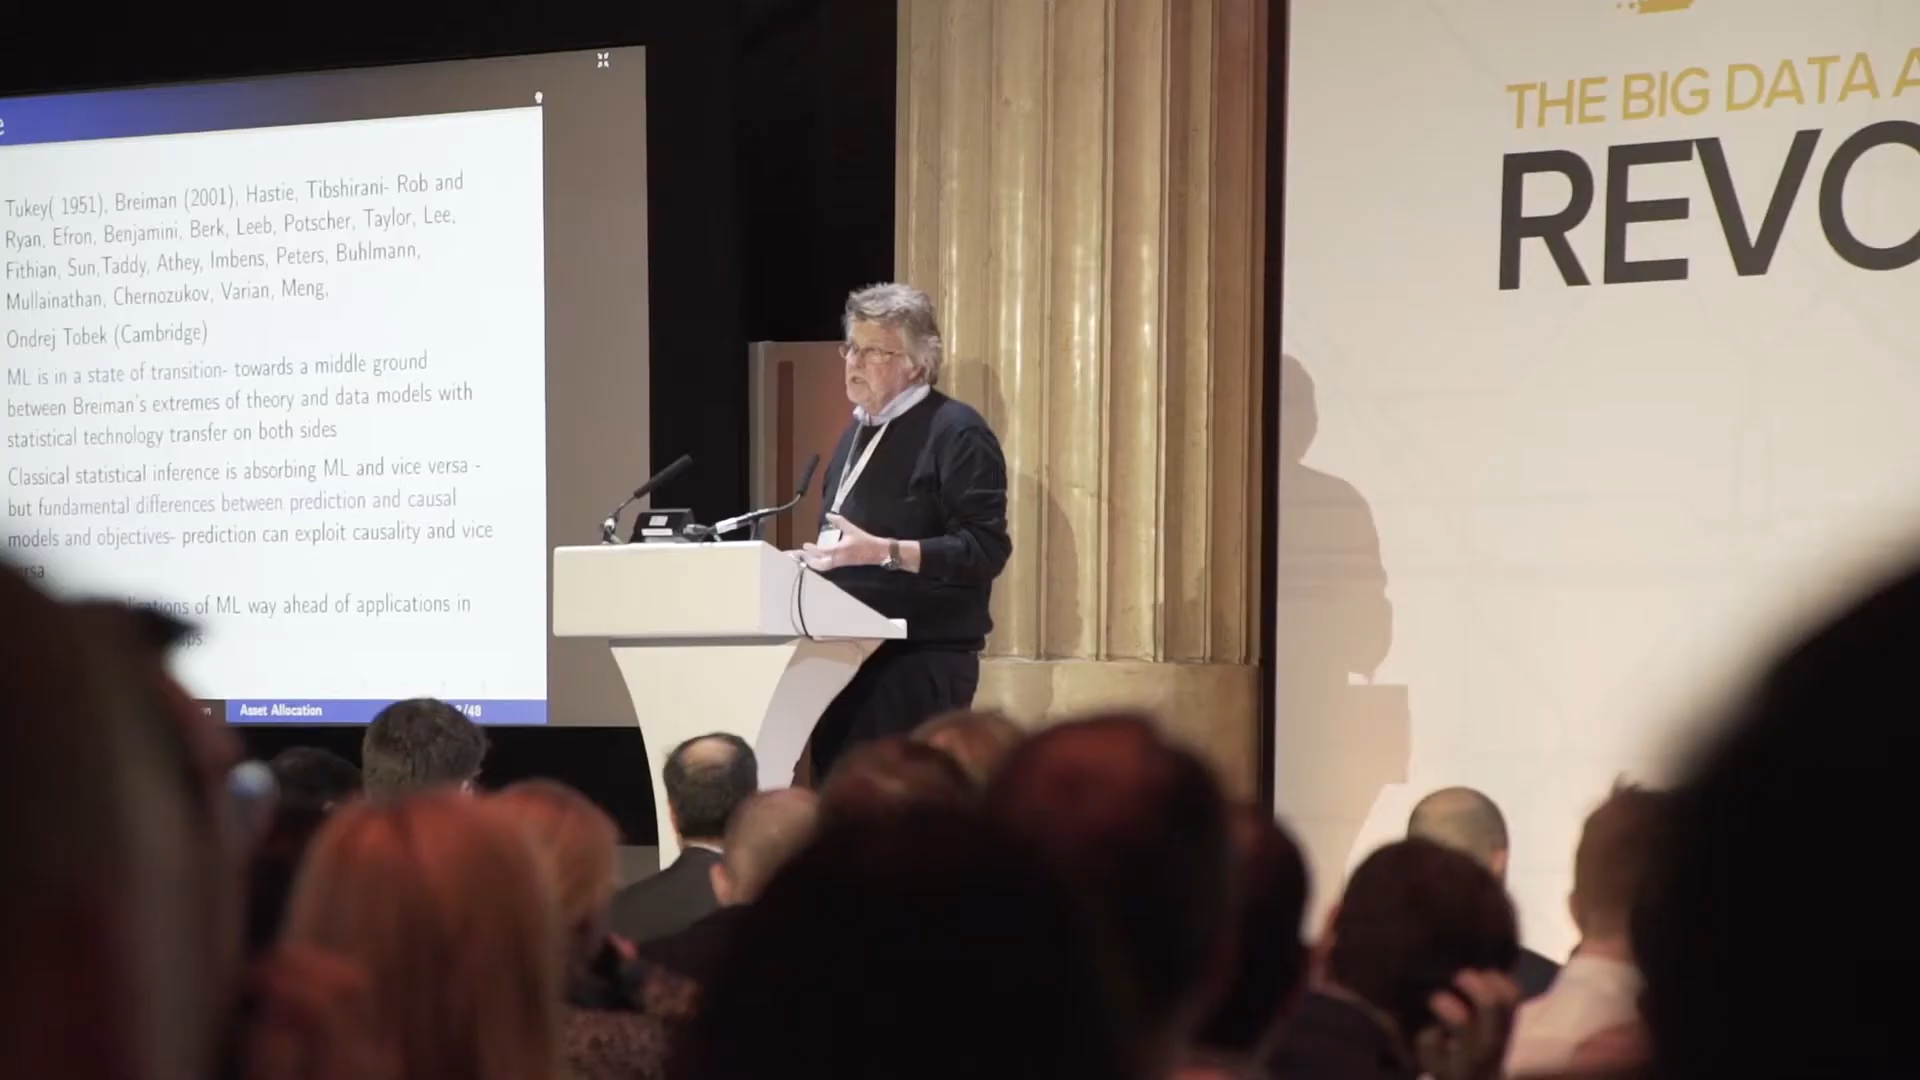 Tukey( 1951), Breiman (2001), Hastie, Tibshirani- Rob and
Ryan, Efron, Benjamini, Berk, Leeb, Potscher, Taylor, Lee,
Fithian, Sun,Taddy, Athey, Imbens, Peters, Buhlmann,
Mullainathan, Chernozukov, Varian, Meng,
Ondrej Tobek (Cambridge)
ML is in a state of transition- towards a middle ground
between Breiman's extremes of theory and data models with
statistical technology transfer on both sides
Classical statistical inference is absorbing ML and vice versa -
but fundamental differences between prediction and causal
models and objectives- prediction can exploit causality and vice
of ML way ahead of applications in
Asset Allocation
/48
THE BIG DATA A
REVO